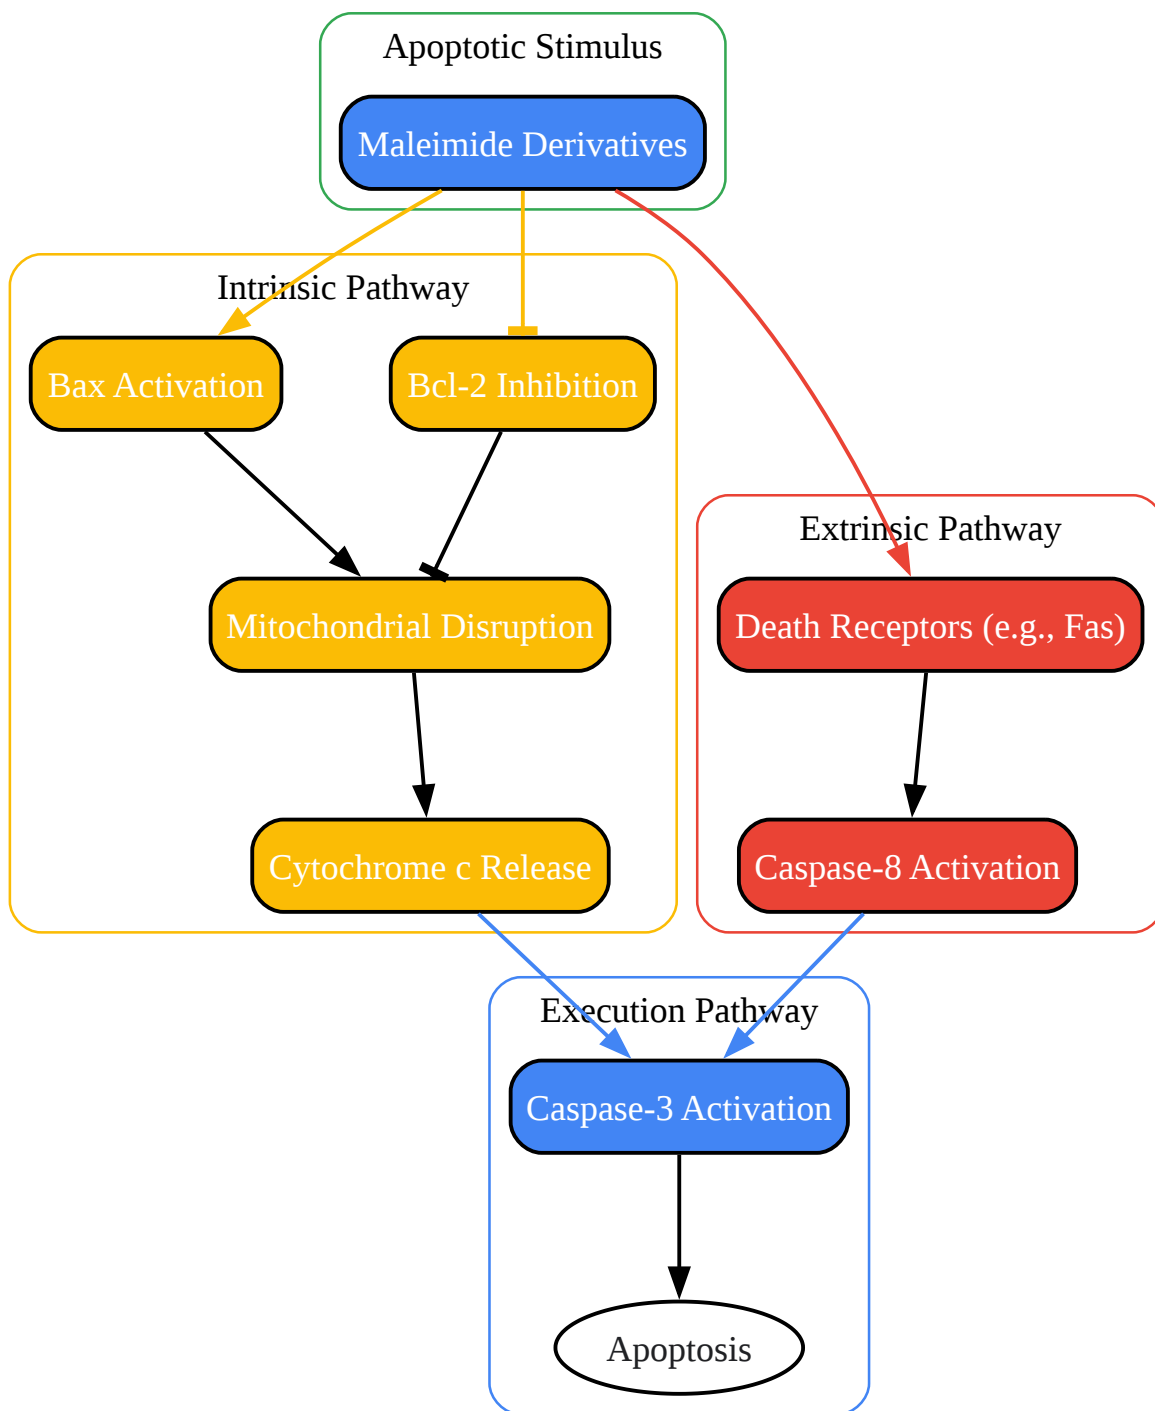 Apoptotic Stimulus
Maleimide Derivatives
Intrinsic Pathway
Bax Activation
Bcl-2 Inhibition
Extrinsic Pathway
Mitochondrial Disruption
Death Receptors (e.g., Fas)
Cytochrome c Release
Caspase-8 Activation
Execution Pathway
Caspase-3 Activation
Apoptosis